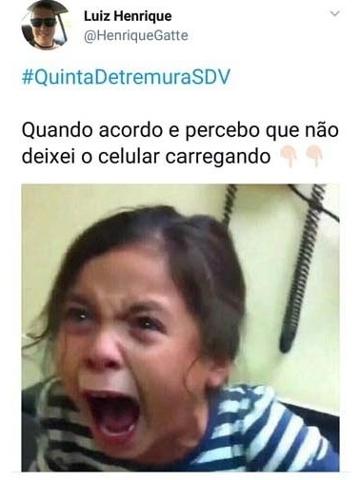 Luiz Henrique
@HenriqueGatte
#QuintaDetremuraSDV
Quando acordo e percebo que não
deixei o celular carregando 👇🏻👇🏻